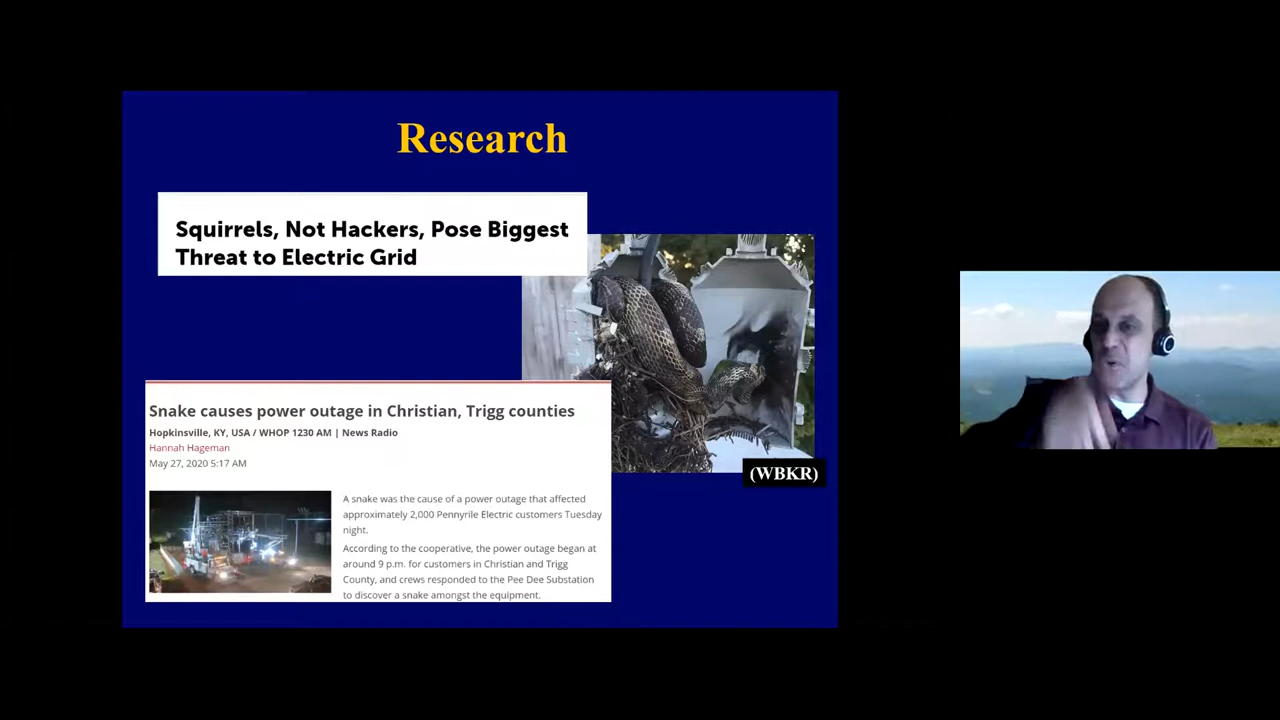 Research
Squirrels, Not Hackers, Pose Biggest
Threat to Electric Grid
Snake causes power outage in Christian, Trigg counties
Hopkinsville, KY, USA / WHOP 1230 AM | News Radio
Hannah Hageman
May 27, 2020 5:17 AM
A snake was the cause of a power outage that affected
approximately 2,000 Pennyrile Electric customers Tuesday
night.
According to the cooperative, the power outage began at
around 9 p.m. for customers in Christian and Trigg
County, and crews responded to the Pee Dee Substation
to discover a snake amongst the equipment.
(WBKR)